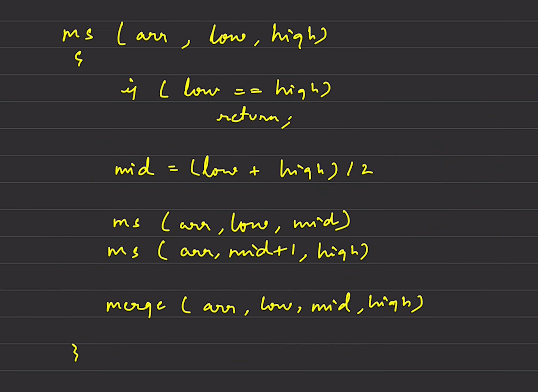 ms (arr, low, high)
{
if (low == high)
return;
mid = (low + high) / 2
ms (arr, low, mid)
ms (arr, mid+1, high)
merge (arr, low, mid, high)
}